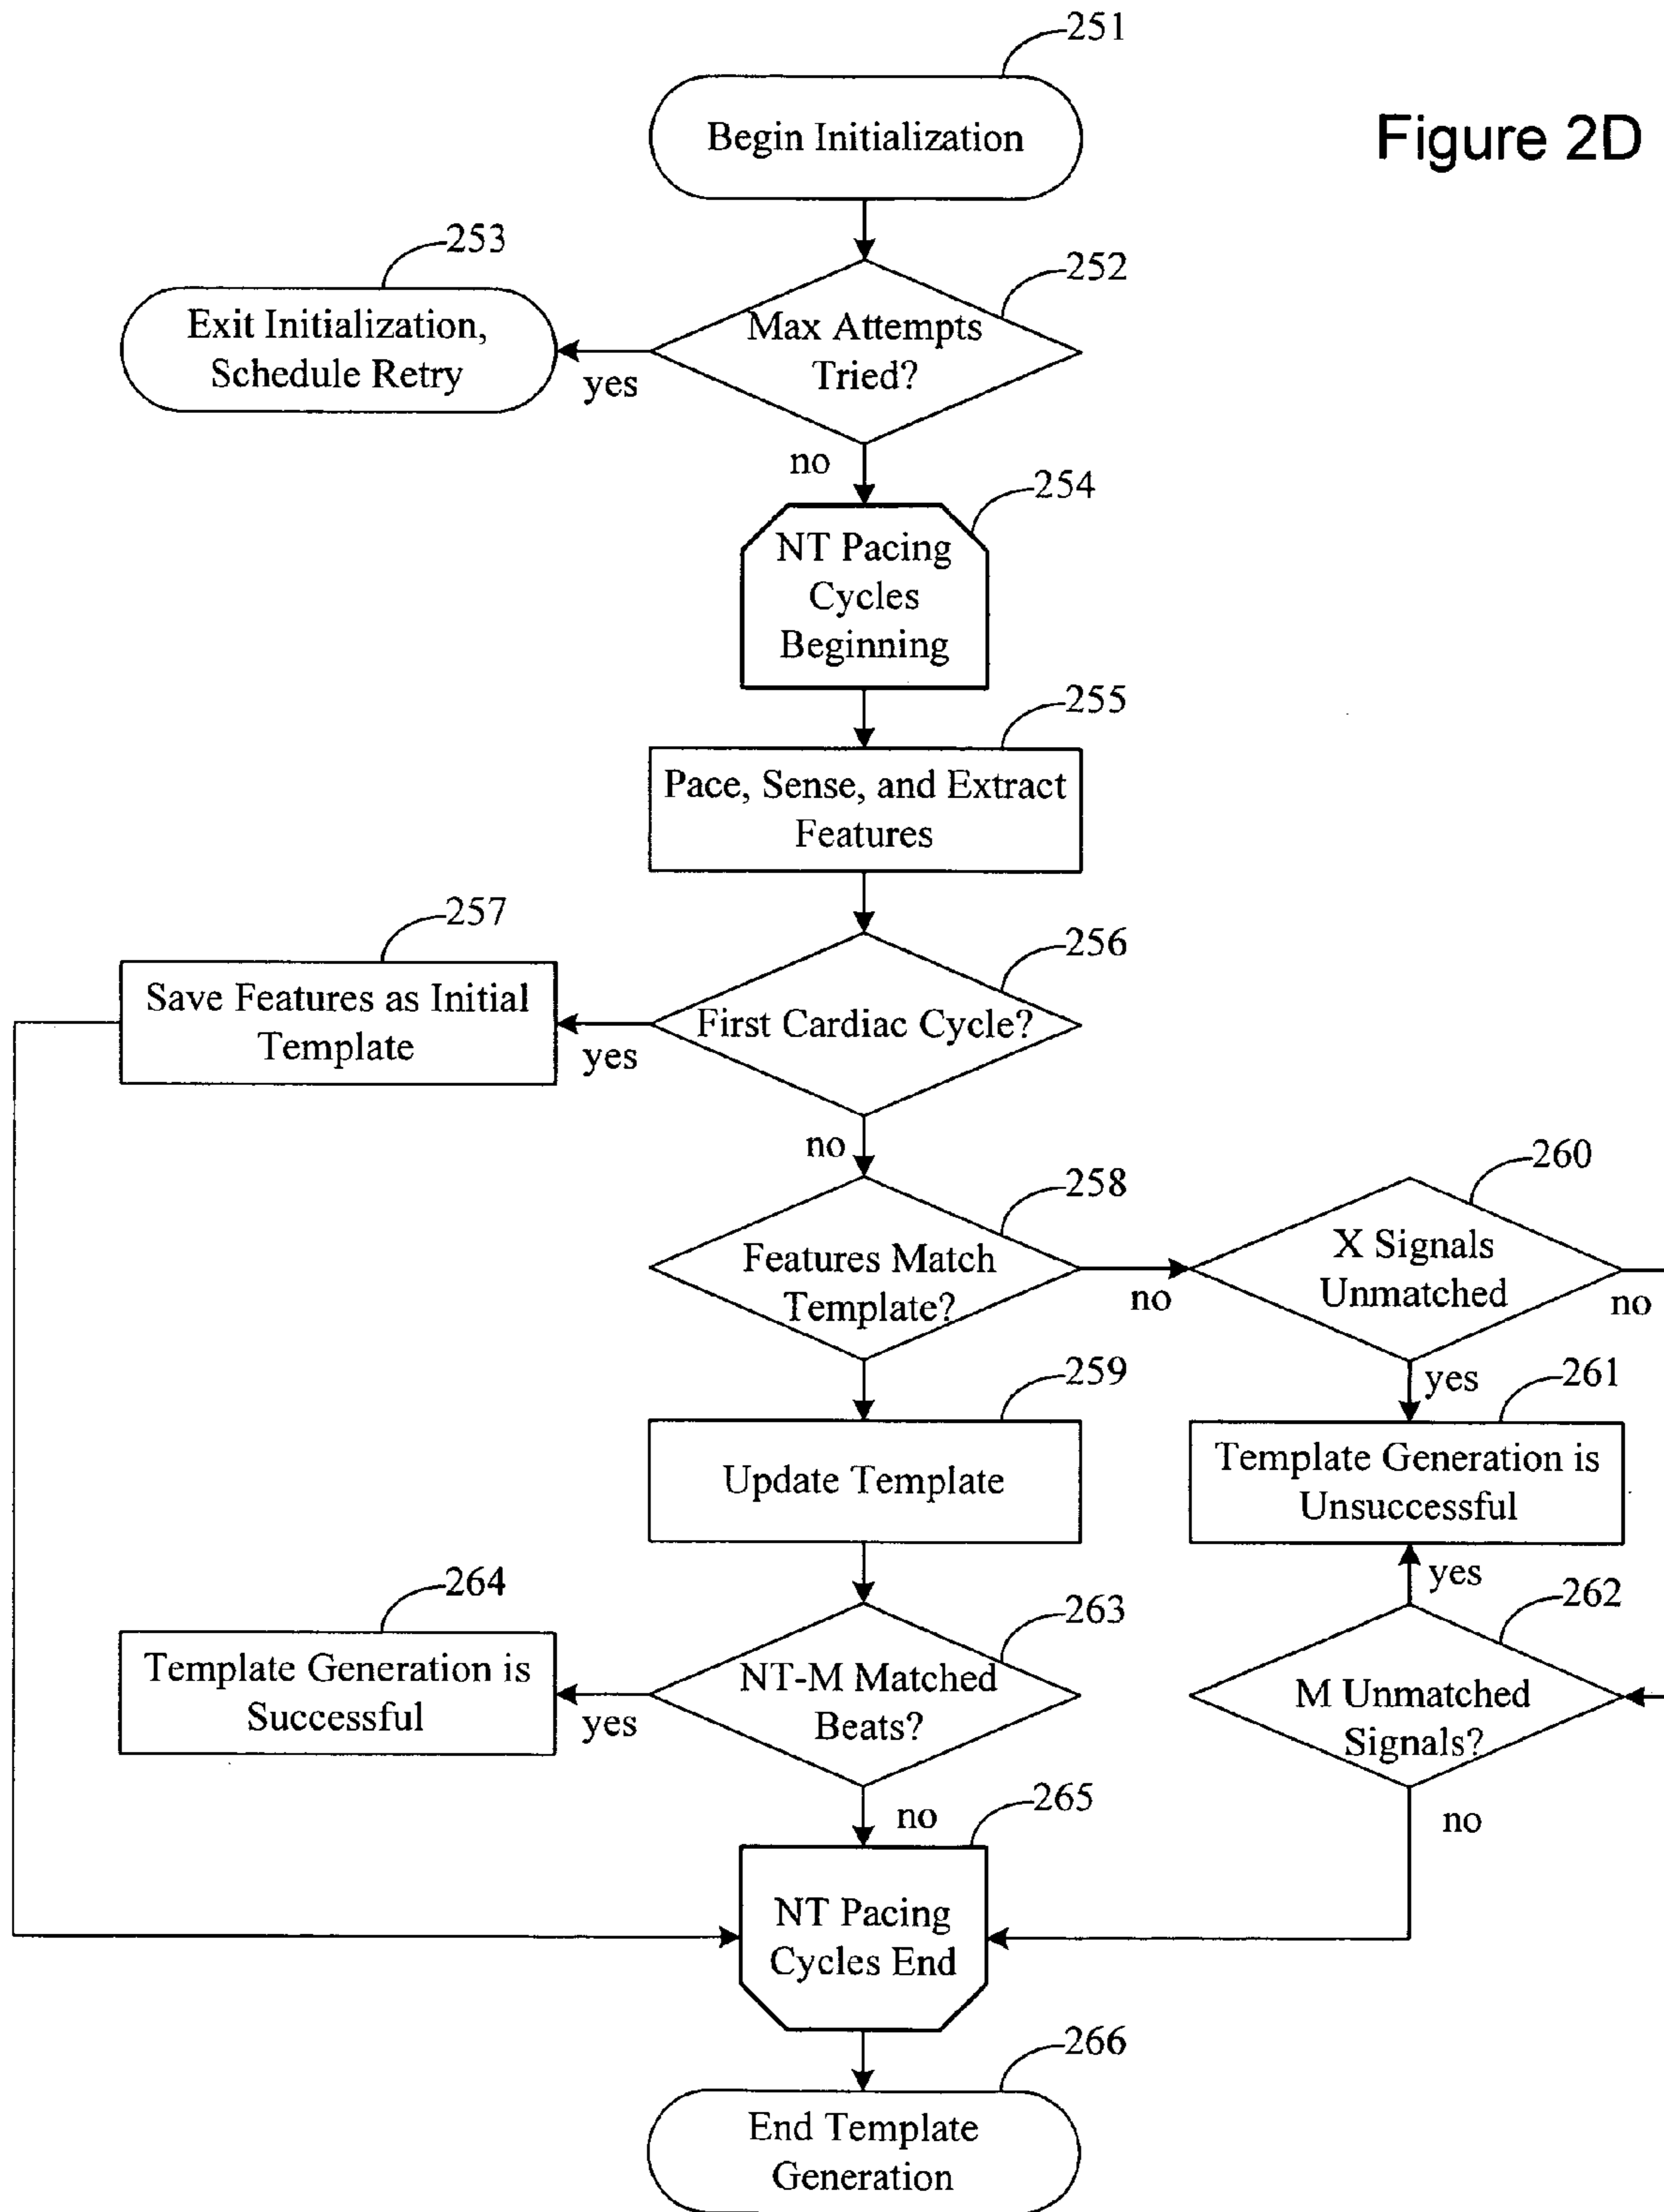 251
Begin Initialization
Figure 2D
253
252
Exit Initialization,
Schedule Retry
yes
Max Attempts
Tried?
no
254
NT Pacing
Cycles
Beginning
255
Pace, Sense, and Extract
Features
257
256
Save Features as Initial
Template
yes
First Cardiac Cycle?
no
258
260
Features Match
Template?
no
X Signals
Unmatched
no
yes
259
261
Update Template
Template Generation is
Unsuccessful
yes
264
263
262
Template Generation is
Successful
yes
NT-M Matched
Beats?
M Unmatched
Signals?
no
no
265
NT Pacing
Cycles End
266
End Template
Generation